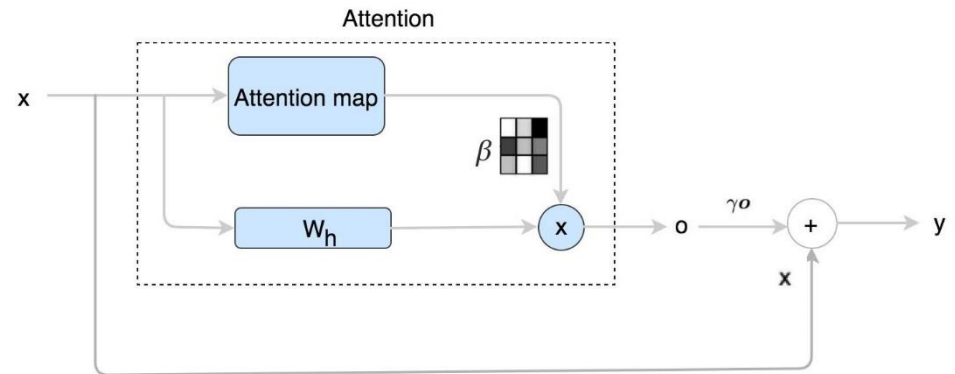 Attention
x
Attention map
β
W_h
x
o
γo
+
y
x